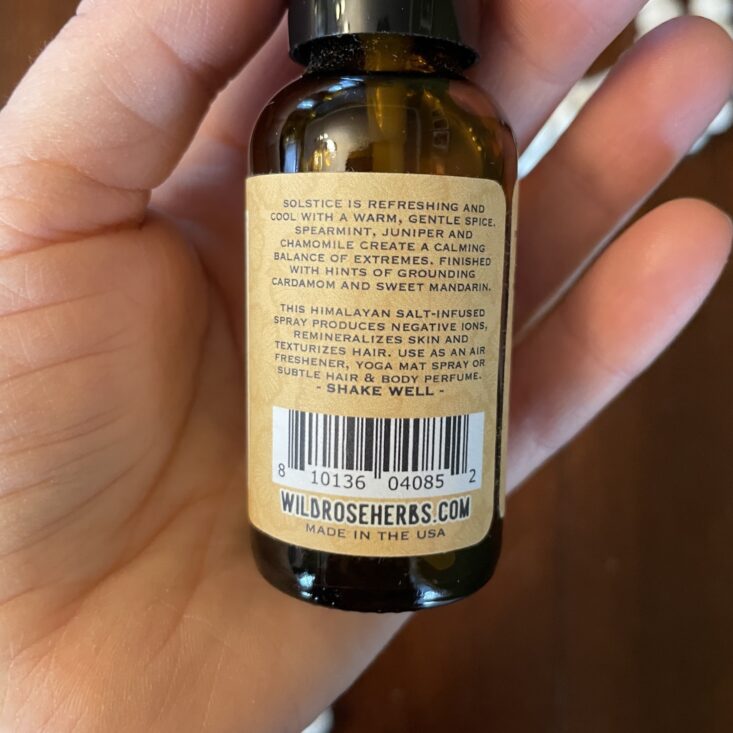 SOLSTICE IS REFRESHING AND
COOL WITH A WARM, GENTLE SPICE.
SPEARMINT, JUNIPER AND
CHAMOMILE CREATE A CALMING
BALANCE OF EXTREMES. FINISHED
WITH HINTS OF GROUNDING
CARDAMOM AND SWEET MANDARIN.
THIS HIMALAYAN SALT-INFUSED
SPRAY PRODUCES NEGATIVE IONS,
REMINERALIZES SKIN AND
TEXTURIZES HAIR. USE AS AN AIR
FRESHENER, YOGA MAT SPRAY OR
SUBTLE HAIR & BODY PERFUME.
- SHAKE WELL -
8 10136 04085 2
WILDROSEHERBS.COM
MADE IN THE USA